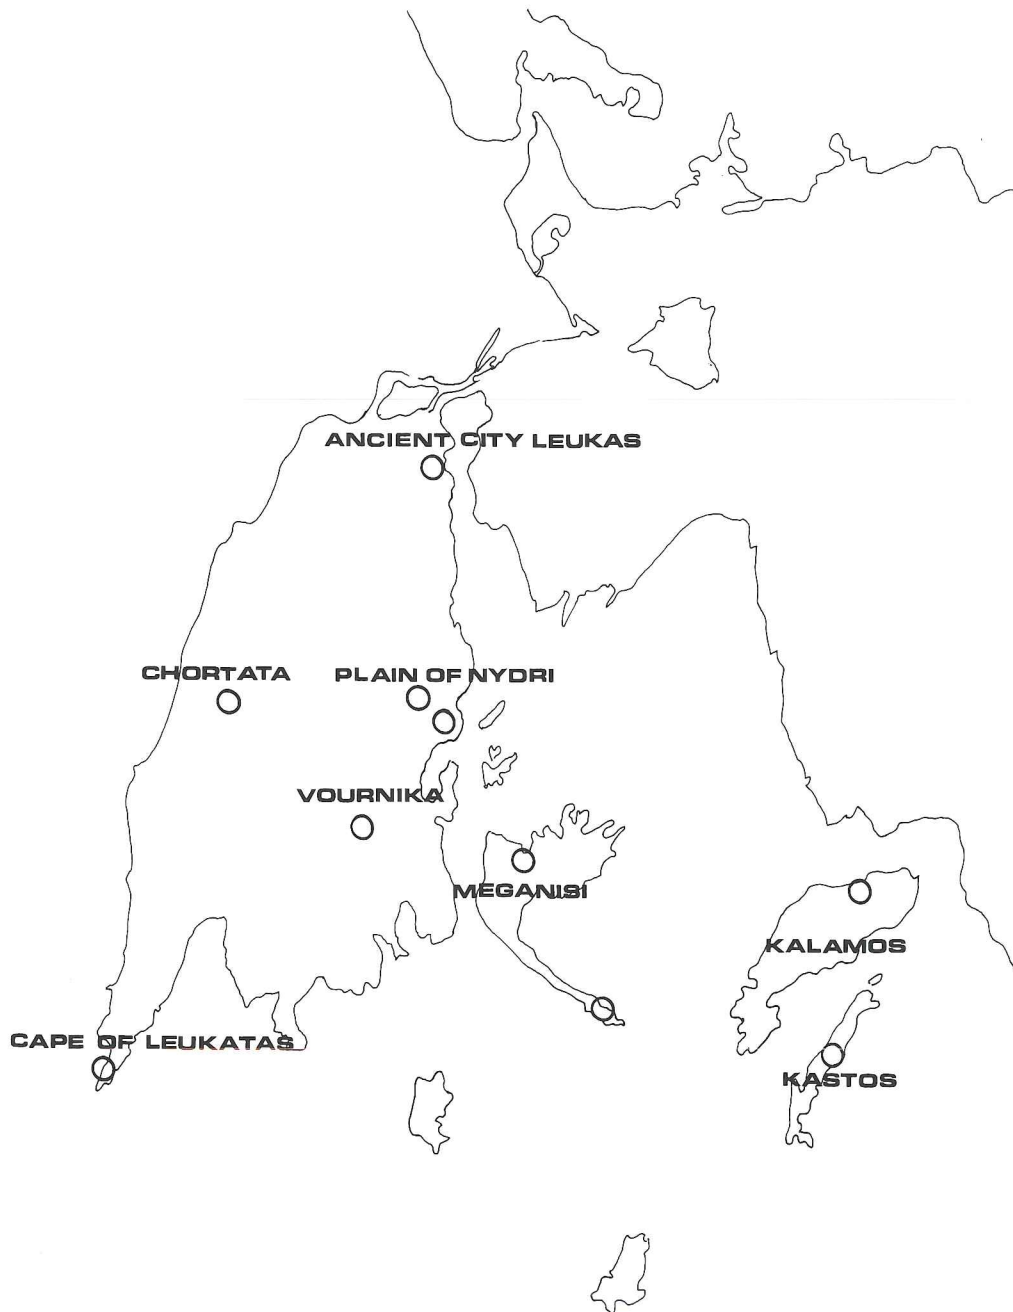 ANCIENT CITY LEUKAS
CHORTATA
PLAIN OF NYDRI
VOURNIKA
MEGANISI
KALAMOS
CAPE OF LEUKATAS
KASTOS